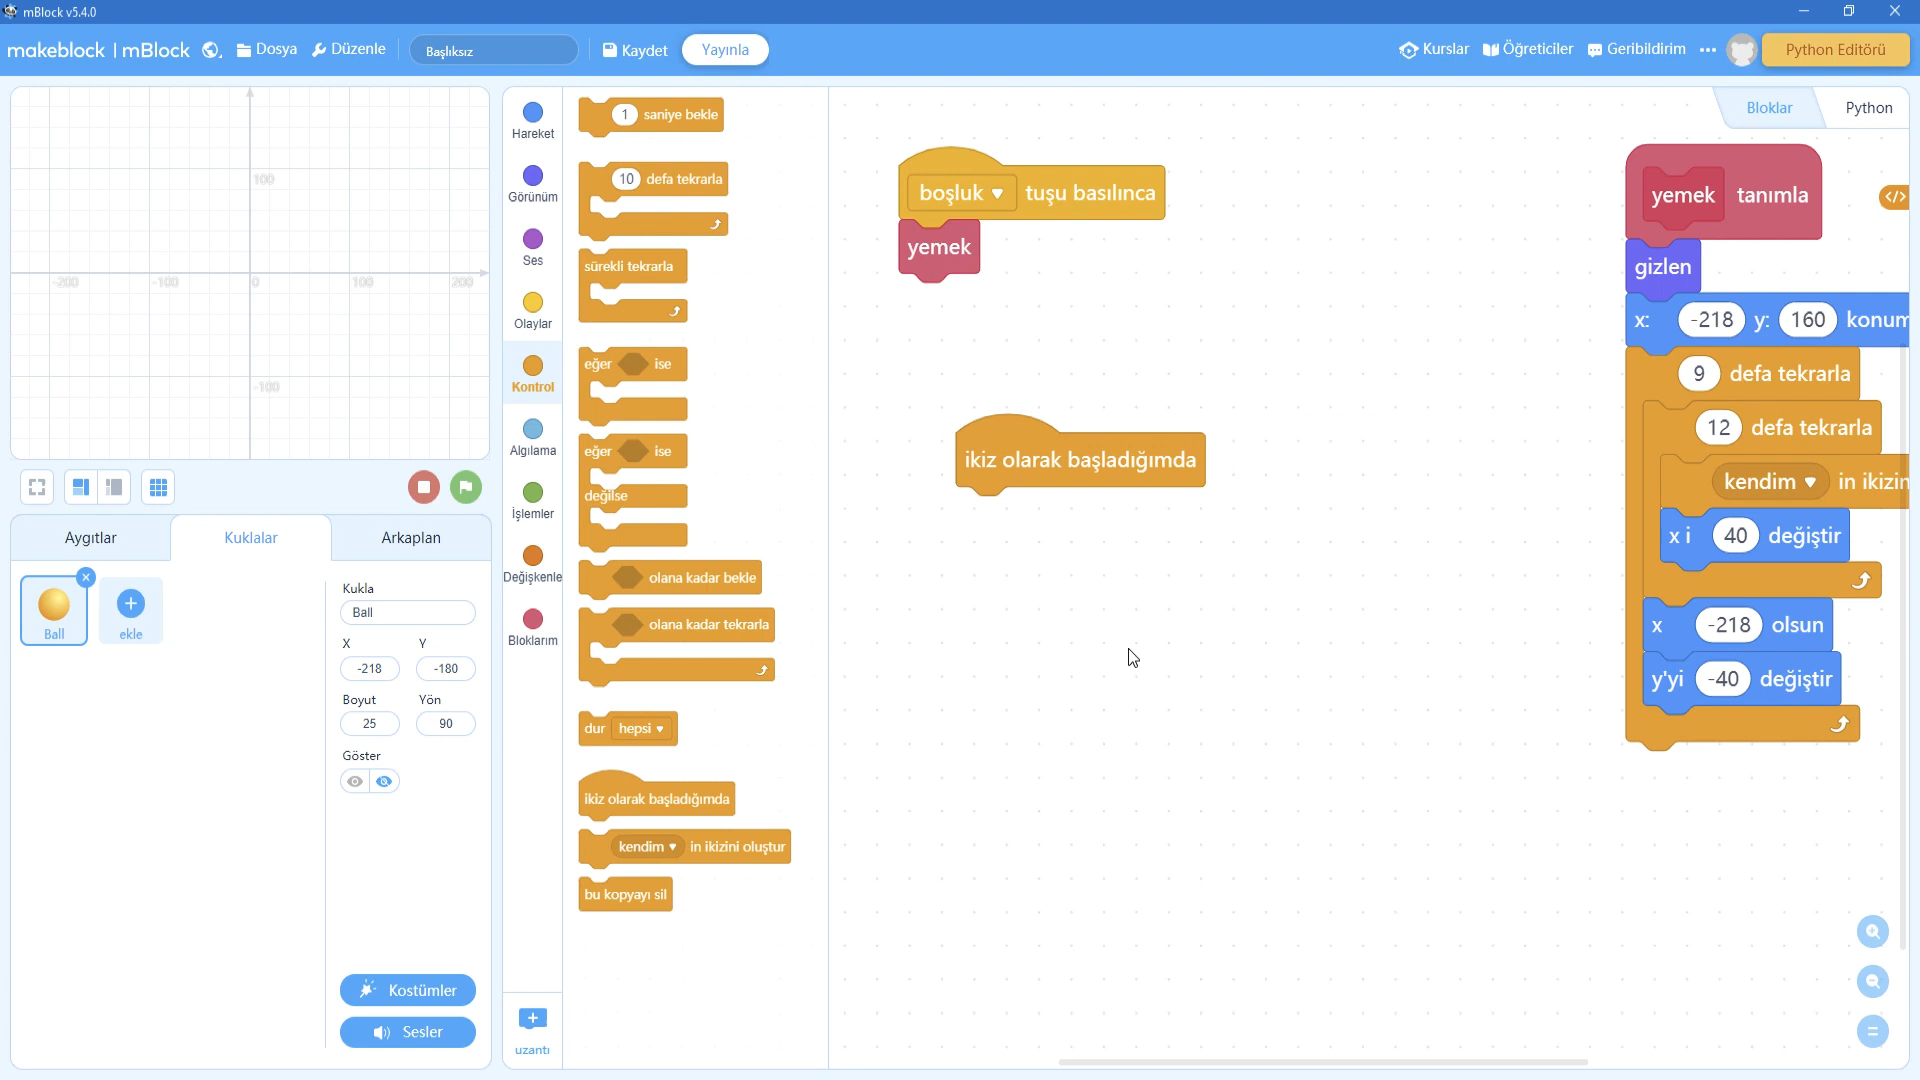 mBlock v5.4.0
makeblock | mBlock
Dosya
Düzenle
Başlıksız
Kaydet
Yayınla
Kurslar
Öğreticiler
Geribildirim
Python Editörü
100
-200 -100 0 100 200
-100
Aygıtlar
Kuklalar
Arkaplan
Ball
ekle
Kukla
Ball
X Y
-218 -180
Boyut Yön
25 90
Göster
Kostümler
Sesler
Hareket
Görünüm
Ses
Olaylar
Kontrol
Algılama
İşlemler
Değişkenle
Bloklarım
uzantı
1 saniye bekle
10 defa tekrarla
sürekli tekrarla
eğer ise
eğer ise
değilse
olana kadar bekle
olana kadar tekrarla
dur hepsi
ikiz olarak başladığımda
kendim in ikizini oluştur
bu kopyayı sil
boşluk tuşu basılınca
yemek
ikiz olarak başladığımda
Bloklar
Python
yemek tanımla
</>
gizlen
x: -218 y: 160 konum
9 defa tekrarla
12 defa tekrarla
kendim in ikizin
x i 40 değiştir
x -218 olsun
y'yi -40 değiştir